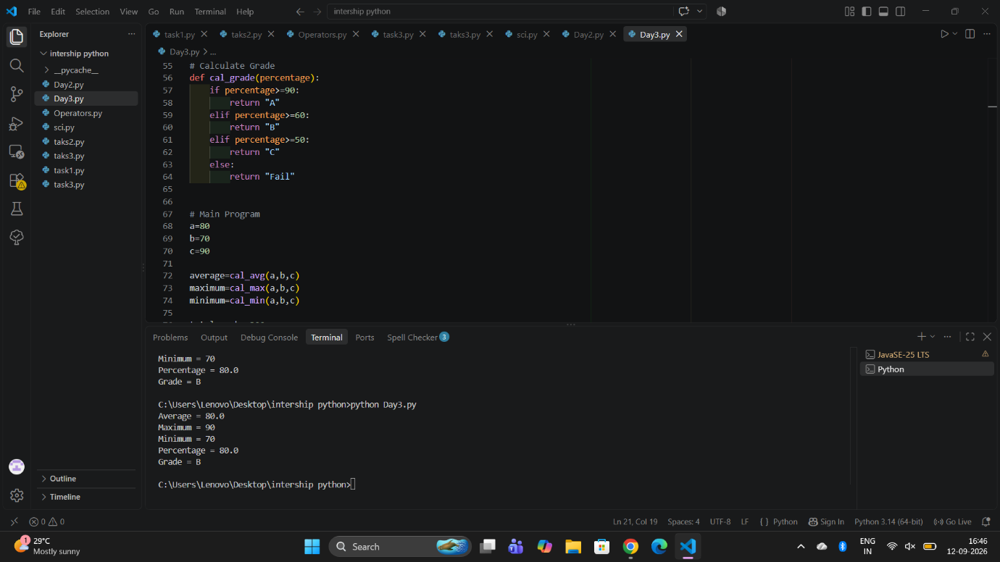 File Edit Selection View Go Run Terminal Help
intership python
Explorer
intership python
__pycache__
Day2.py
Day3.py
Operators.py
sci.py
taks2.py
taks3.py
task1.py
task3.py
Outline
Timeline
task1.py taks2.py Operators.py task3.py taks3.py sci.py Day2.py Day3.py
Day3.py > ...
55 # Calculate Grade
56 def cal_grade(percentage):
57     if percentage>=90:
58         return "A"
59     elif percentage>=60:
60         return "B"
61     elif percentage>=50:
62         return "C"
63     else:
64         return "Fail"
65
66
67 # Main Program
68 a=80
69 b=70
70 c=90
71
72 average=cal_avg(a,b,c)
73 maximum=cal_max(a,b,c)
74 minimum=cal_min(a,b,c)
75
Problems Output Debug Console Terminal Ports Spell Checker 3
Minimum = 70
Percentage = 80.0
Grade = B
C:\Users\Lenovo\Desktop\intership python>python Day3.py
Average = 80.0
Maximum = 90
Minimum = 70
Percentage = 80.0
Grade = B
C:\Users\Lenovo\Desktop\intership python>
JavaSE-25 LTS
Python
0 0
Ln 21, Col 19 Spaces: 4 UTF-8 LF { } Python Sign In Python 3.14 (64-bit) Go Live
1
29°C
Mostly sunny
Search
ENG
IN
16:46
12-09-2026